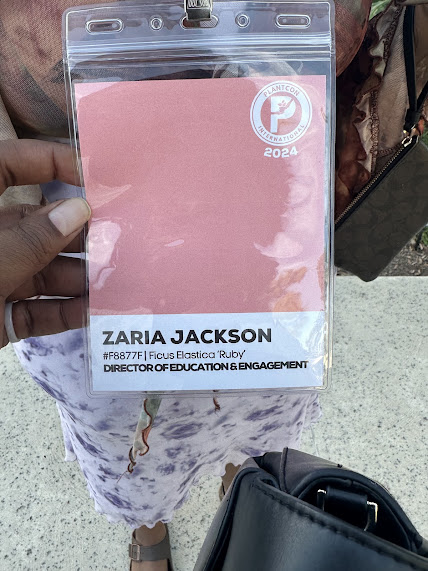 PLANTCON
P
INTERNATIONAL
2024
ZARIA JACKSON
#F8877F | Ficus Elastica 'Ruby'
DIRECTOR OF EDUCATION & ENGAGEMENT